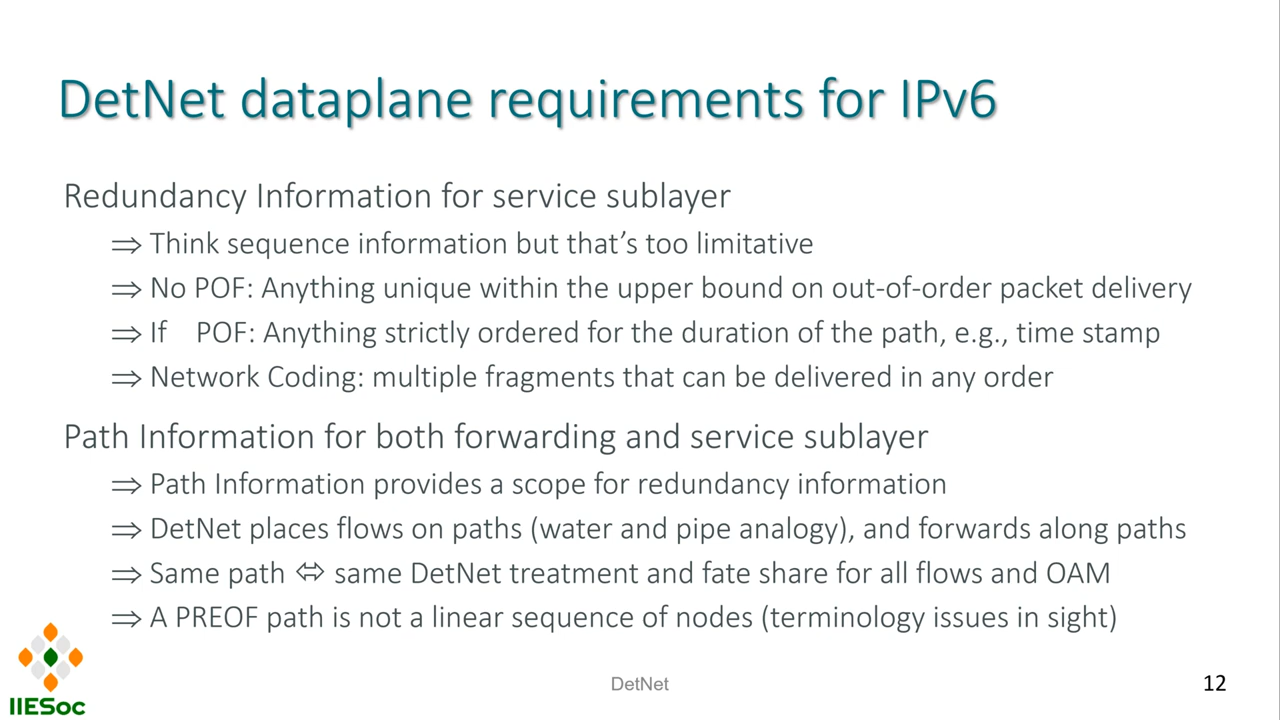 DetNet dataplane requirements for IPv6
Redundancy Information for service sublayer
⇒ Think sequence information but that's too limitative
⇒ No POF: Anything unique within the upper bound on out-of-order packet delivery
⇒ If POF: Anything strictly ordered for the duration of the path, e.g., time stamp
⇒ Network Coding: multiple fragments that can be delivered in any order
Path Information for both forwarding and service sublayer
⇒ Path Information provides a scope for redundancy information
⇒ DetNet places flows on paths (water and pipe analogy), and forwards along paths
⇒ Same path ⬄ same DetNet treatment and fate share for all flows and OAM
⇒ A PREOF path is not a linear sequence of nodes (terminology issues in sight)
IIESoc
DetNet
12